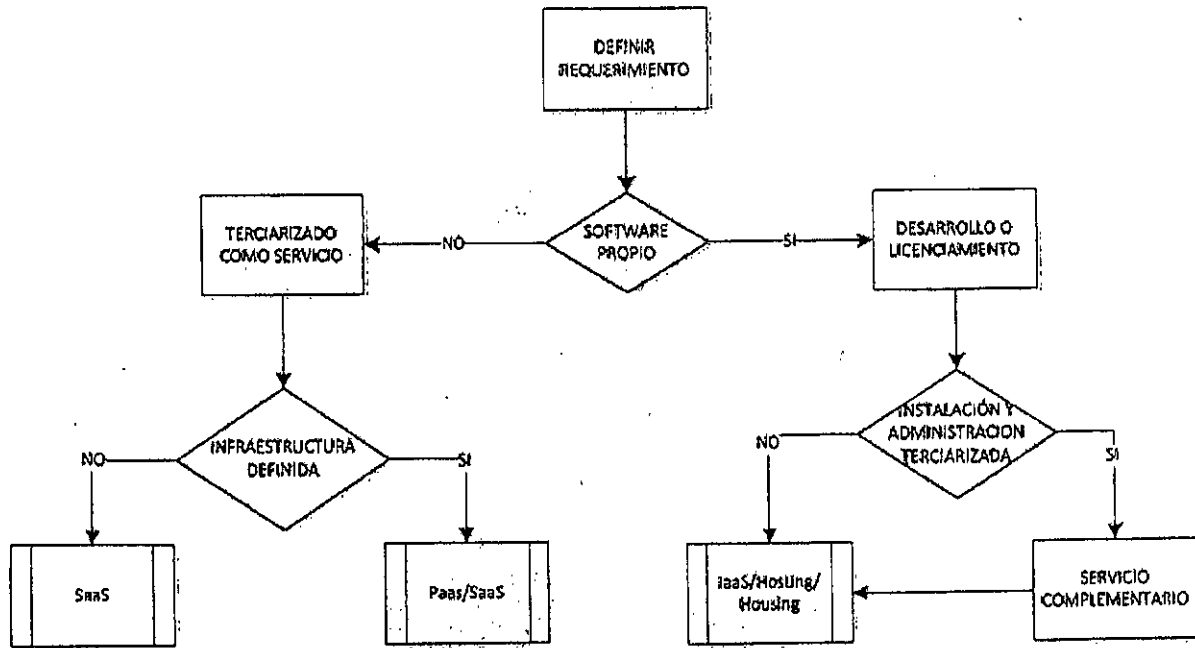 DEFINIR
REQUERIMIENTO
TERCIARIZADO
COMO SERVICIO
NO
SOFTWARE
PROPIO
SI
DESARROLLO O
LICENCIAMIENTO
NO
INFRAESTRUCTURA
DEFINIDA
SI
NO
INSTALACIÓN Y
ADMINISTRACION
TERCIARIZADA
SI
SaaS
Paas/SaaS
IaaS/Hosting/
Housing
SERVICIO
COMPLEMENTARIO